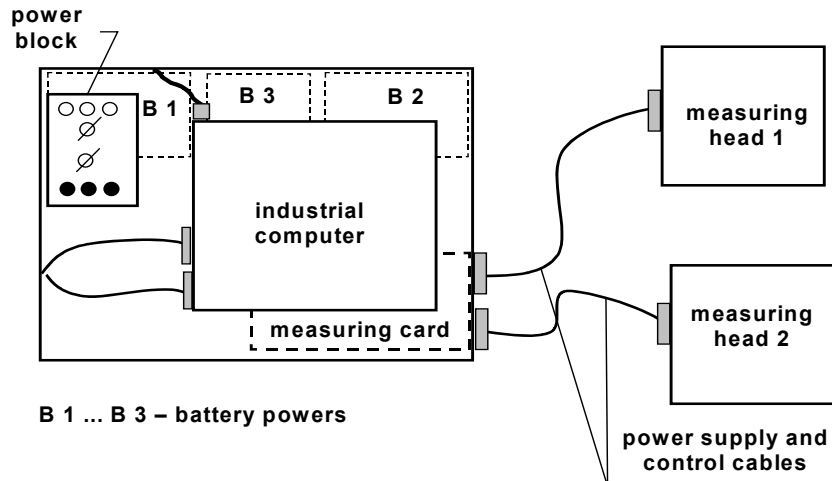 power
block
B 1
B 3
B 2
measuring
head 1
industrial
computer
measuring card
measuring
head 2
B 1 ... B 3 – battery powers
power supply and
control cables